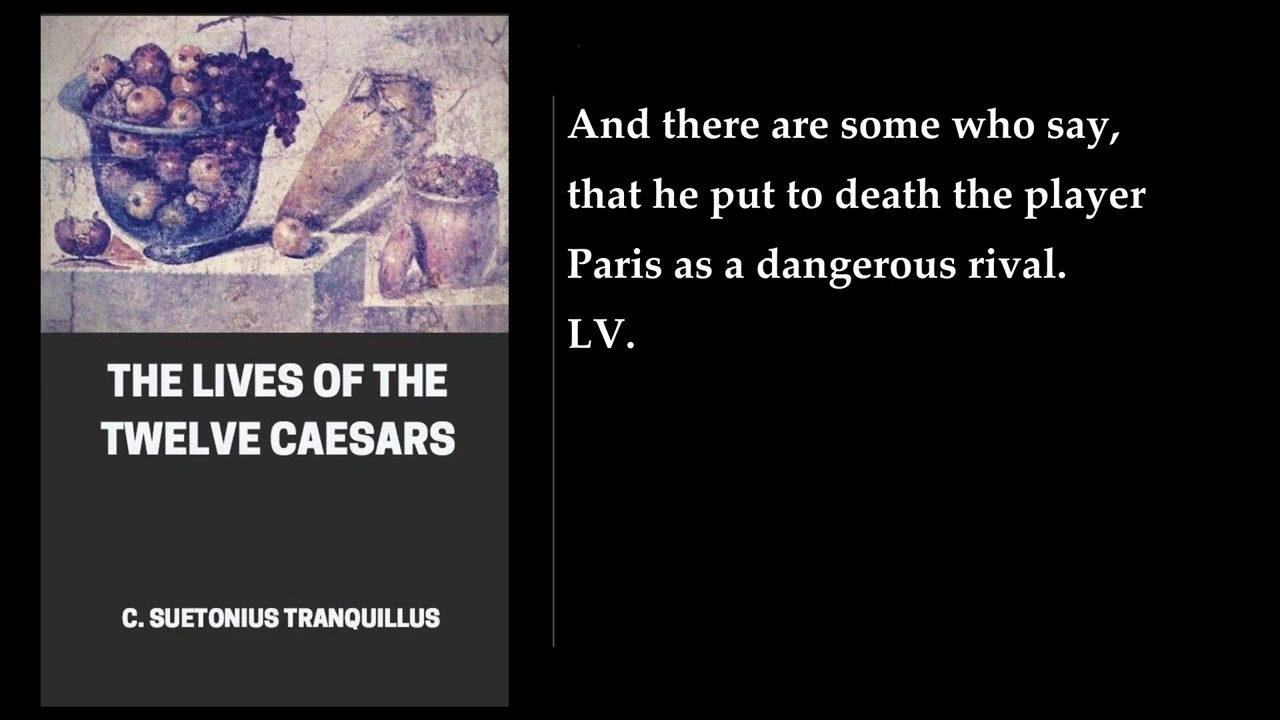 THE LIVES OF THE
TWELVE CAESARS
C. SUETONIUS TRANQUILLUS
And there are some who say,
that he put to death the player
Paris as a dangerous rival.
LV.